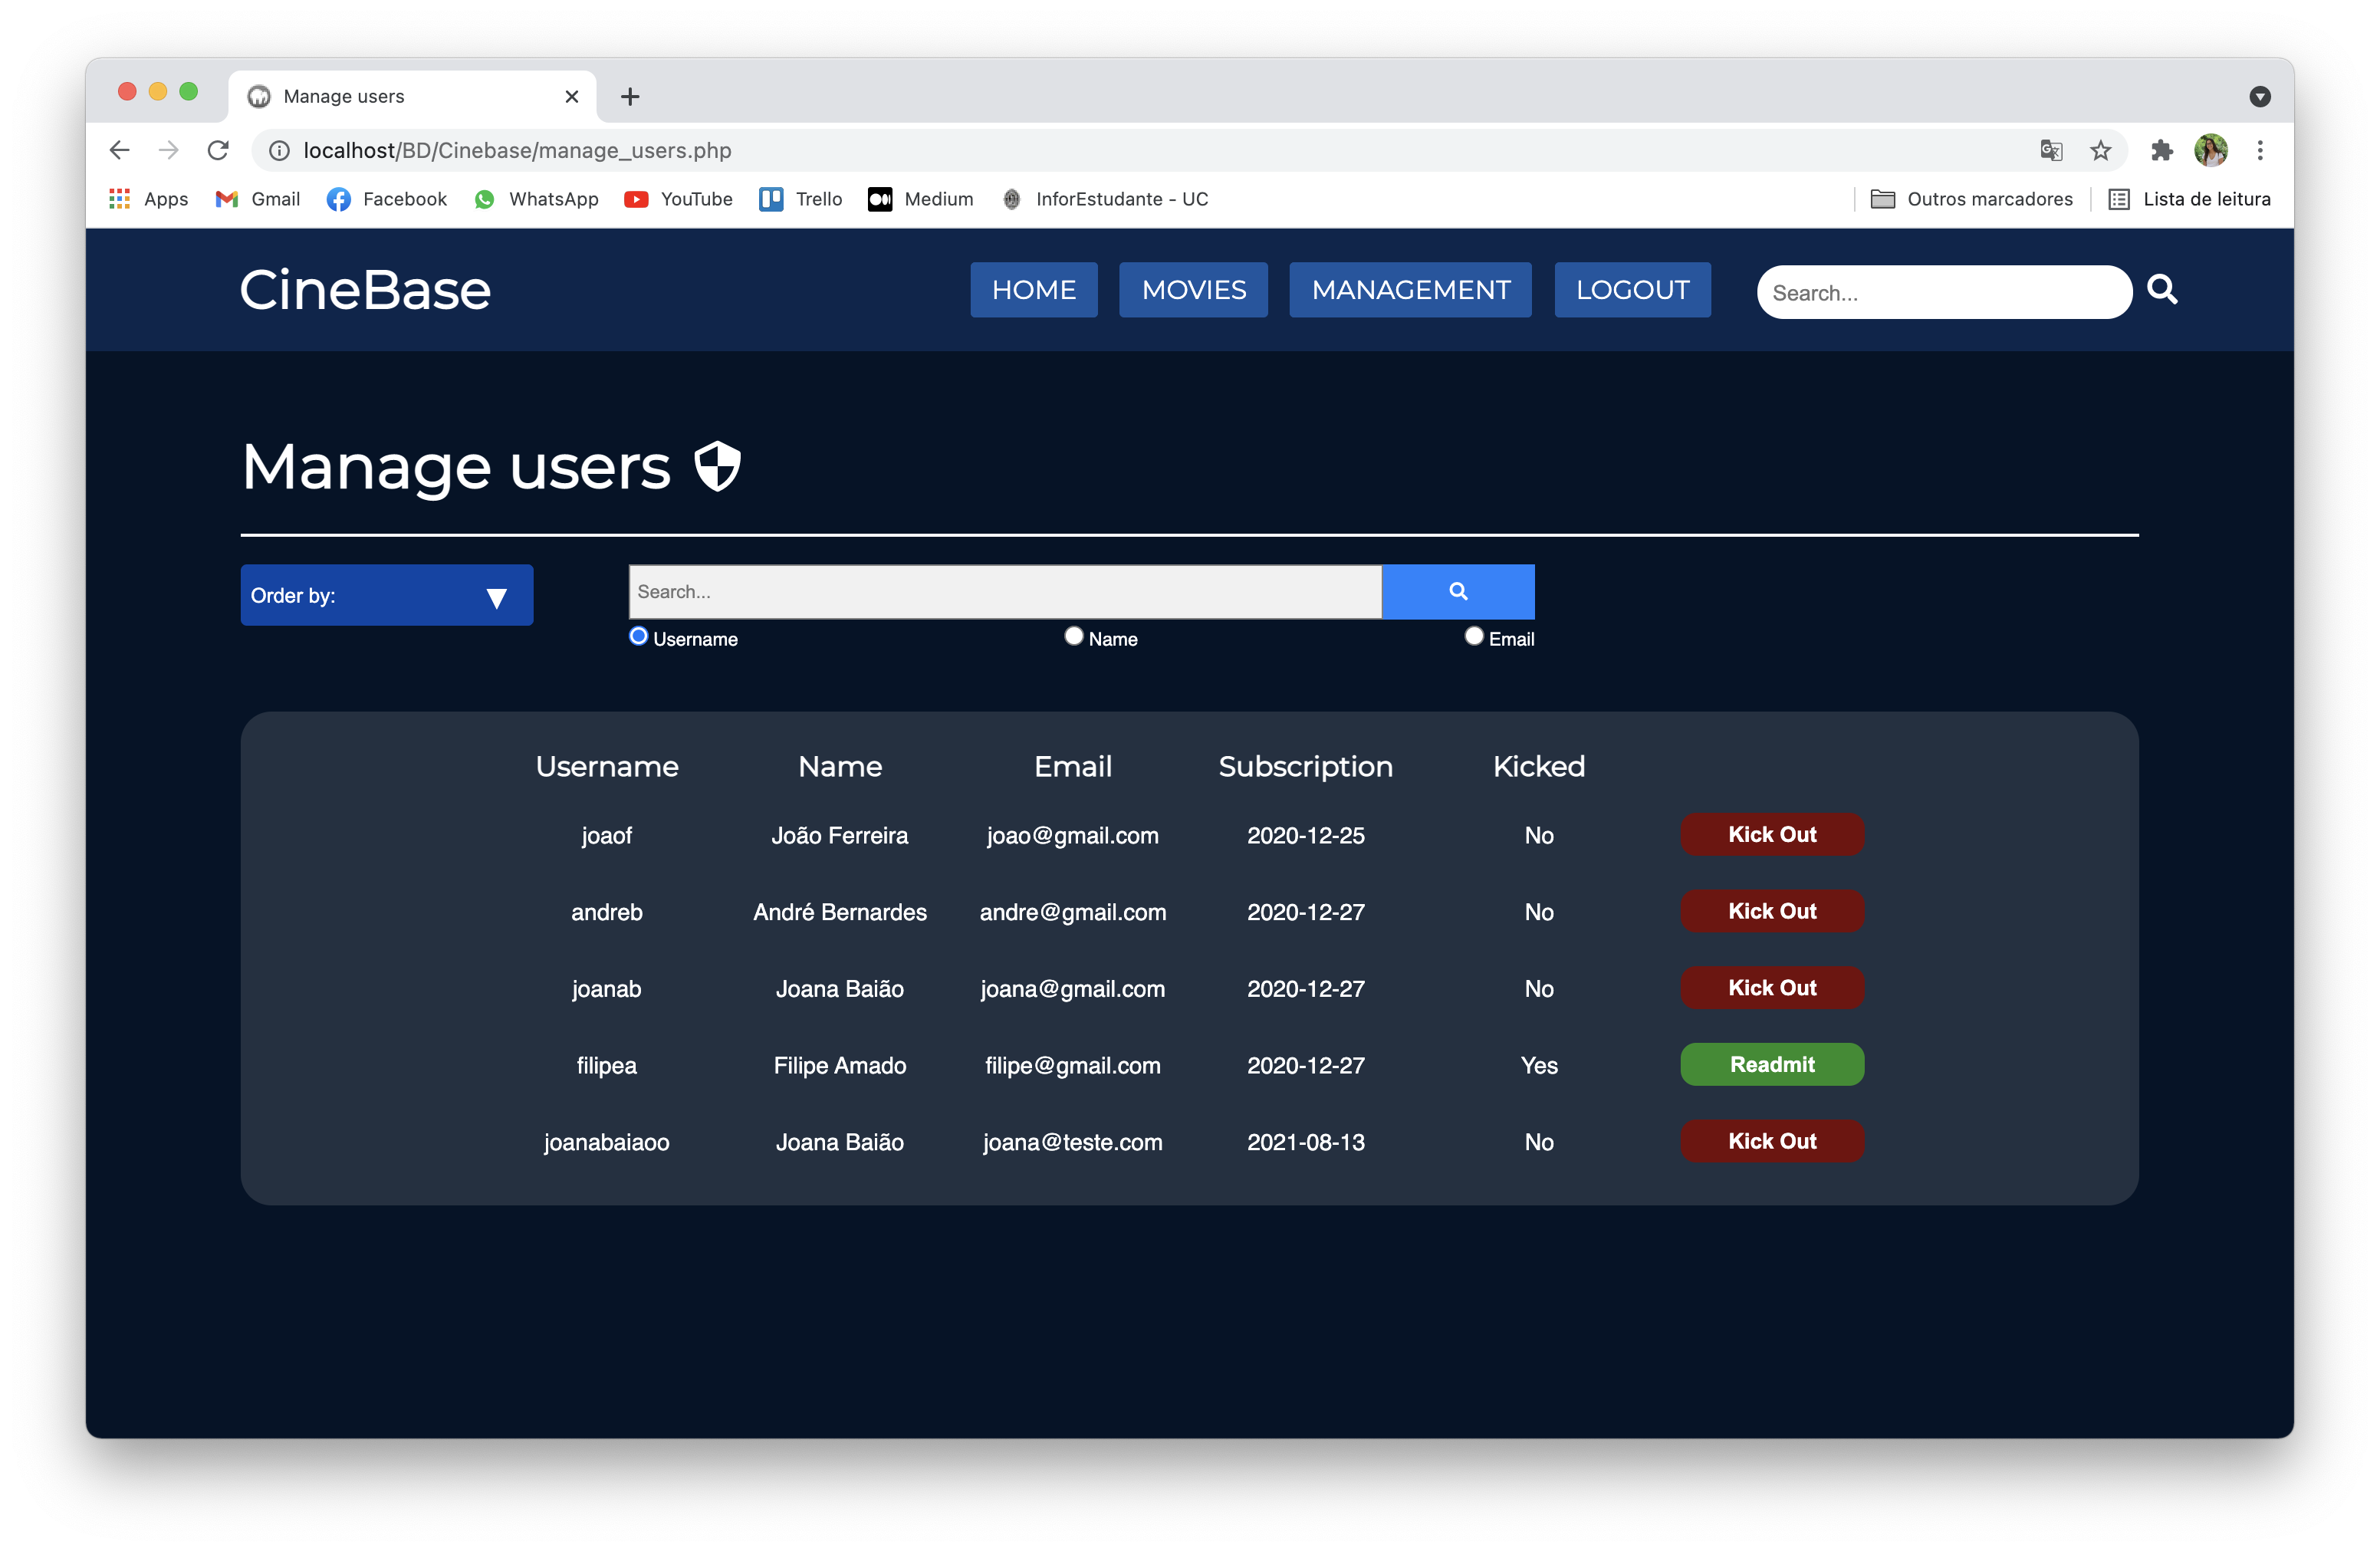 Manage users
localhost/BD/Cinebase/manage_users.php
Apps Gmail Facebook WhatsApp YouTube Trello Medium InforEstudante - UC Outros marcadores Lista de leitura
CineBase HOME MOVIES MANAGEMENT LOGOUT Search...
Manage users
Order by: ▼ Search...
Username Name Email
Username Name Email Subscription Kicked
joaof João Ferreira joao@gmail.com 2020-12-25 No Kick Out
andreb André Bernardes andre@gmail.com 2020-12-27 No Kick Out
joanab Joana Baião joana@gmail.com 2020-12-27 No Kick Out
filipea Filipe Amado filipe@gmail.com 2020-12-27 Yes Readmit
joanabaiaoo Joana Baião joana@teste.com 2021-08-13 No Kick Out